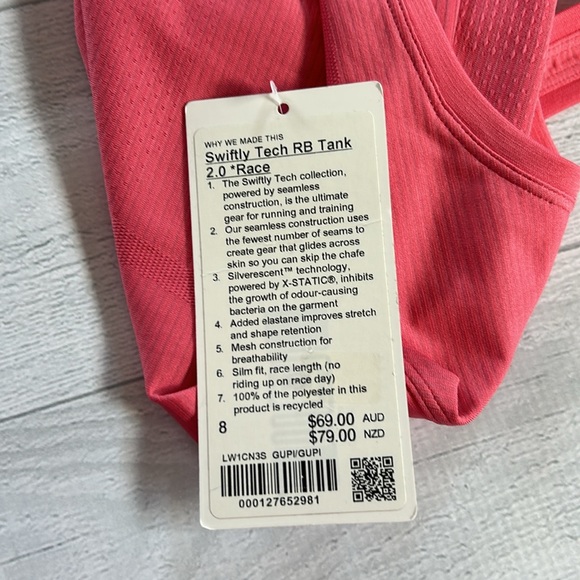 WHY WE MADE THIS
Swiftly Tech RB Tank
2.0 *Race
1. The Swiftly Tech collection,
powered by seamless
construction, is the ultimate
gear for running and training
2. Our seamless construction uses
the fewest number of seams to
create gear that glides across
skin so you can skip the chafe
3. Silverescent™ technology,
powered by X-STATIC®, inhibits
the growth of odour-causing
bacteria on the garment
4. Added elastane improves stretch
and shape retention
5. Mesh construction for
breathability
6. Silm fit, race length (no
riding up on race day)
7. 100% of the polyester in this
product is recycled
8 $69.00 AUD
$79.00 NZD
LW1CN3S GUPI/GUPI
000127652981